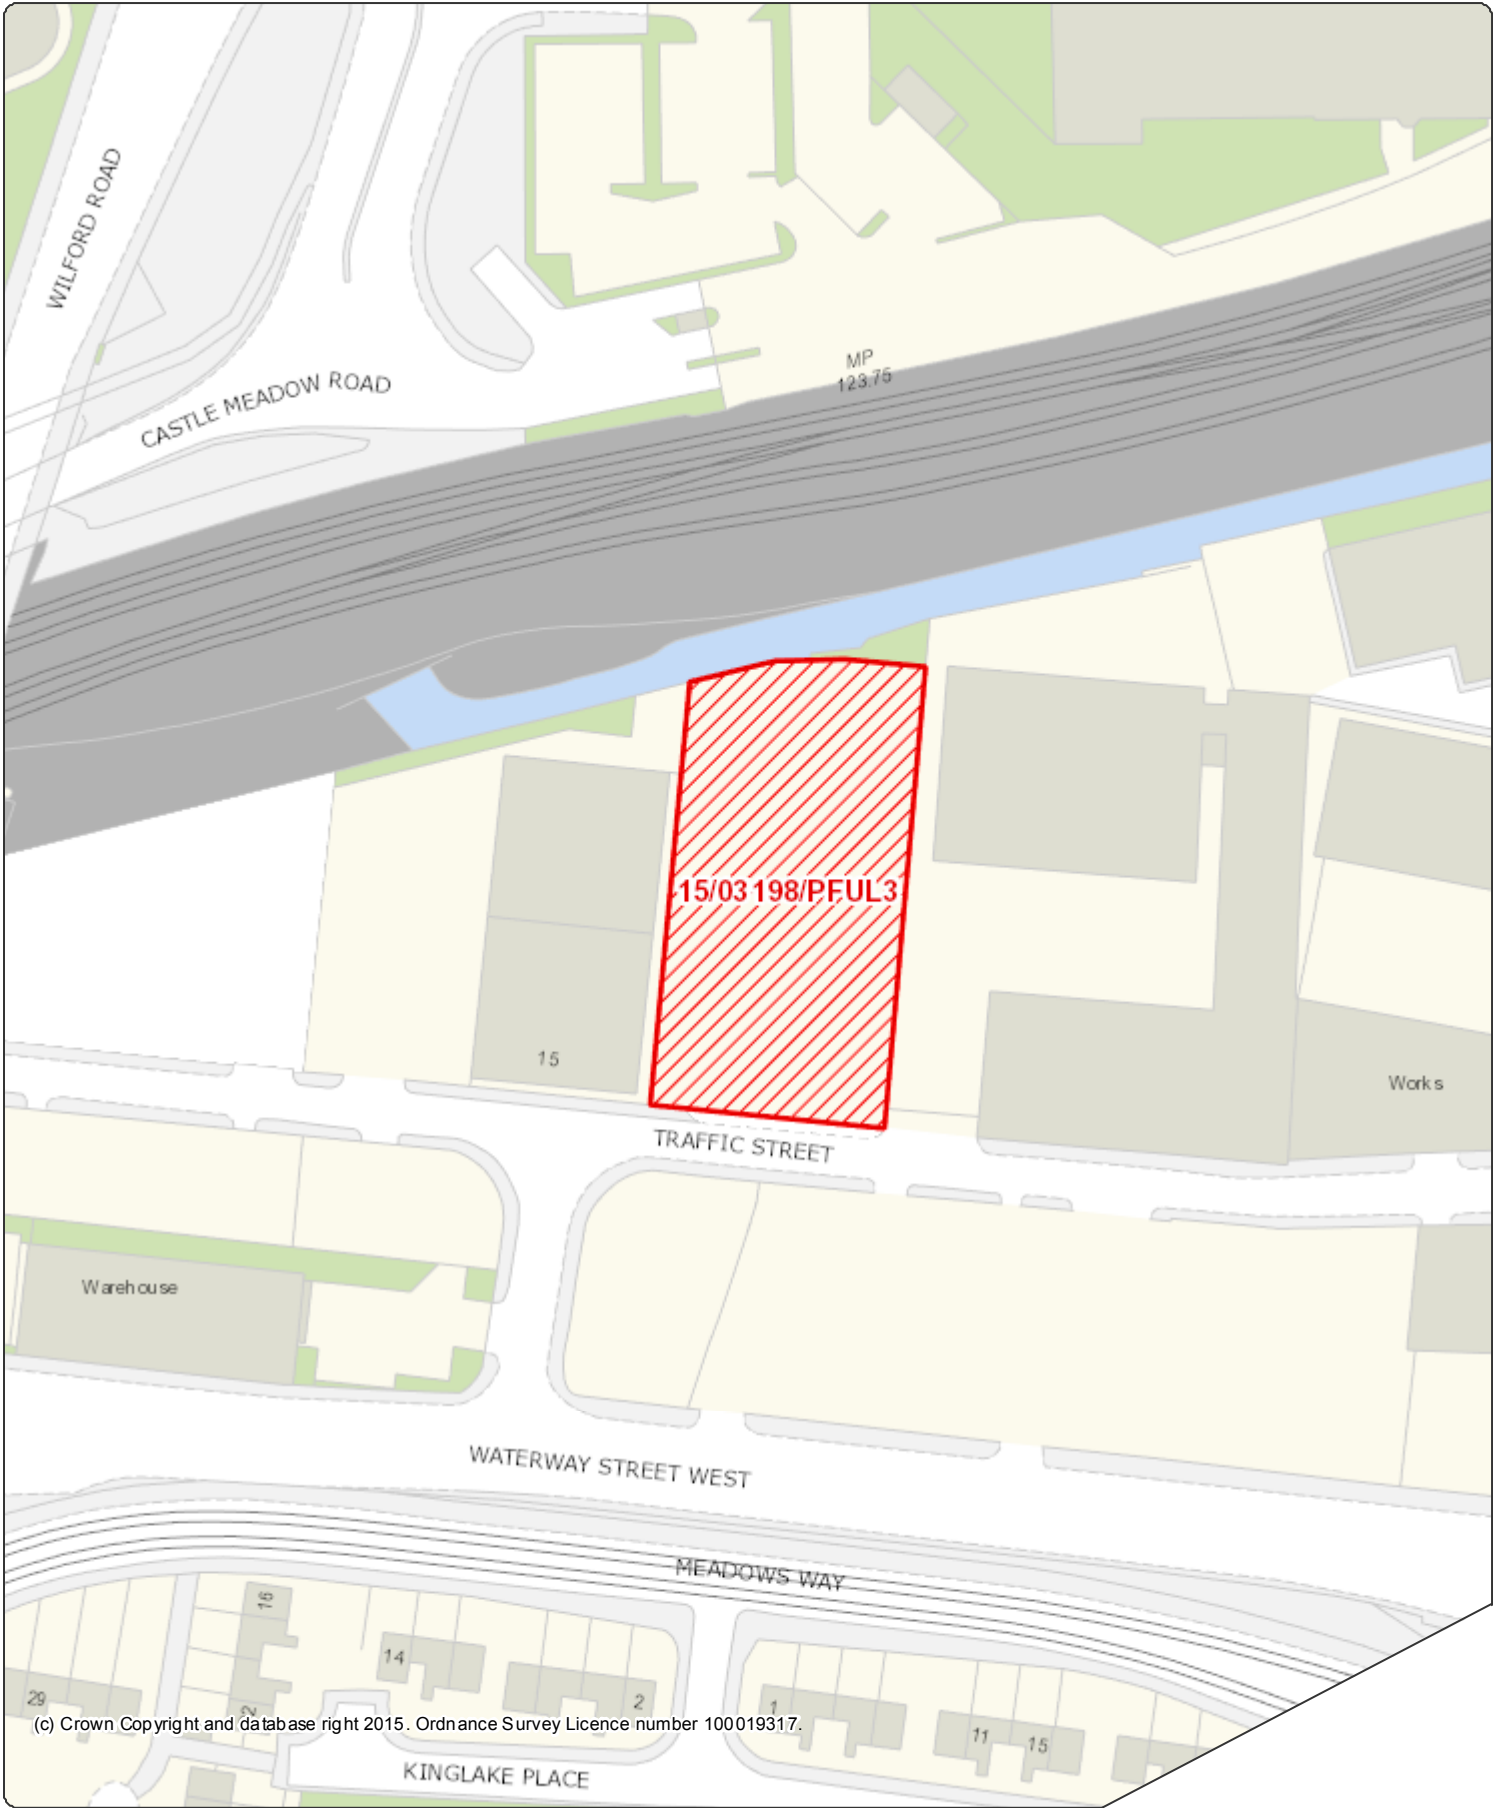 WILFORD ROAD
CASTLE MEADOW ROAD
MP
123.75
15/03198/PFUL3
15
Works
TRAFFIC STREET
Warehouse
WATERWAY STREET WEST
MEADOWS WAY
16
14
29
2
1
11
15
(c) Crown Copyright and database right 2015. Ordnance Survey Licence number 100019317.
KINGLAKE PLACE